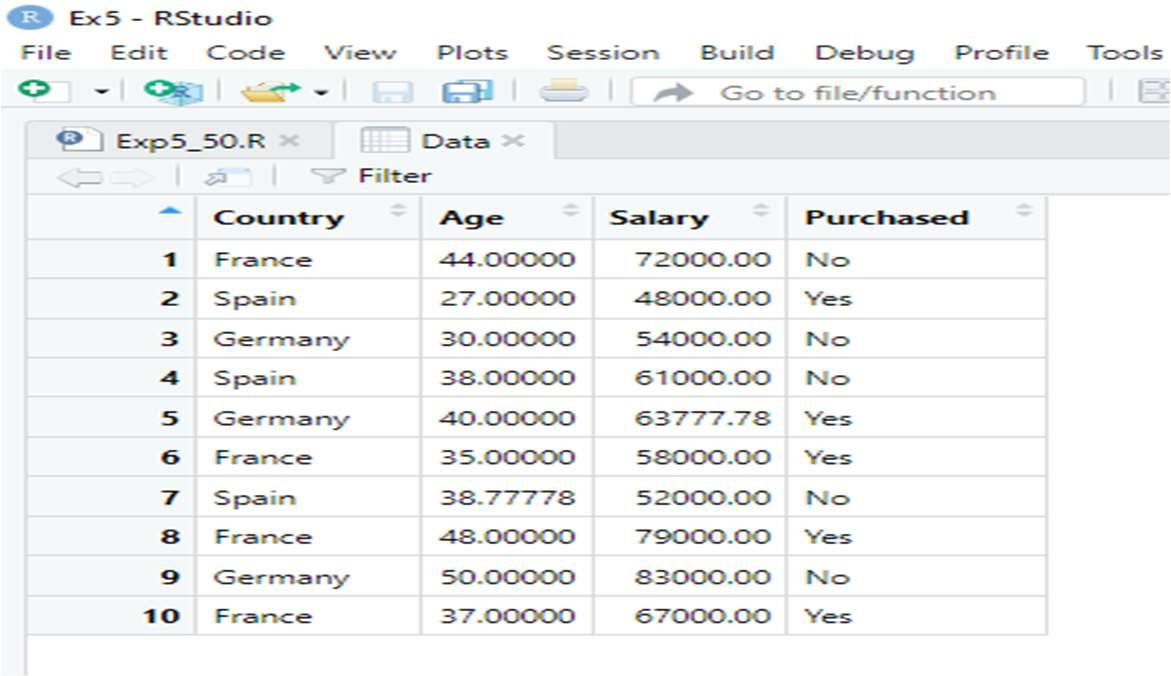 R Ex5 - RStudio
File Edit Code View Plots Session Build Debug Profile Tools
Go to file/function
R Exp5_50.R Data
Filter
Country Age Salary Purchased
1 France 44.00000 72000.00 No
2 Spain 27.00000 48000.00 Yes
3 Germany 30.00000 54000.00 No
4 Spain 38.00000 61000.00 No
5 Germany 40.00000 63777.78 Yes
6 France 35.00000 58000.00 Yes
7 Spain 38.77778 52000.00 No
8 France 48.00000 79000.00 Yes
9 Germany 50.00000 83000.00 No
10 France 37.00000 67000.00 Yes